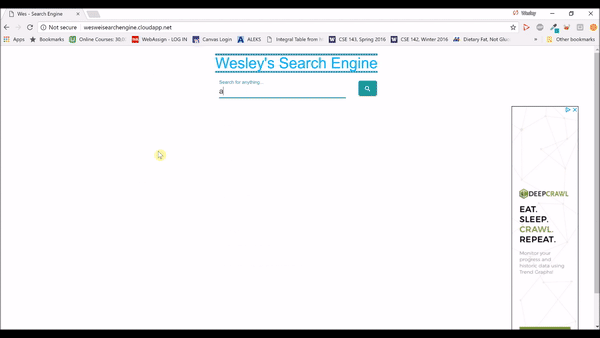 Wes - Search Engine
Wesley
Not secure
wesweisearchengine.cloudapp.net
Apps
Bookmarks
Online Courses: 30,0
WebAssign - LOG IN
Canvas Login
ALEKS
Integral Table from h
CSE 143, Spring 2016
CSE 142, Winter 2016
Dietary Fat, Not Glu
»
Other bookmarks
Wesley's Search Engine
Search for anything...
a
DEEPCRAWL
EAT.
SLEEP.
CRAWL.
REPEAT.
Monitor your
progress and
historic data using
Trend Graphs!